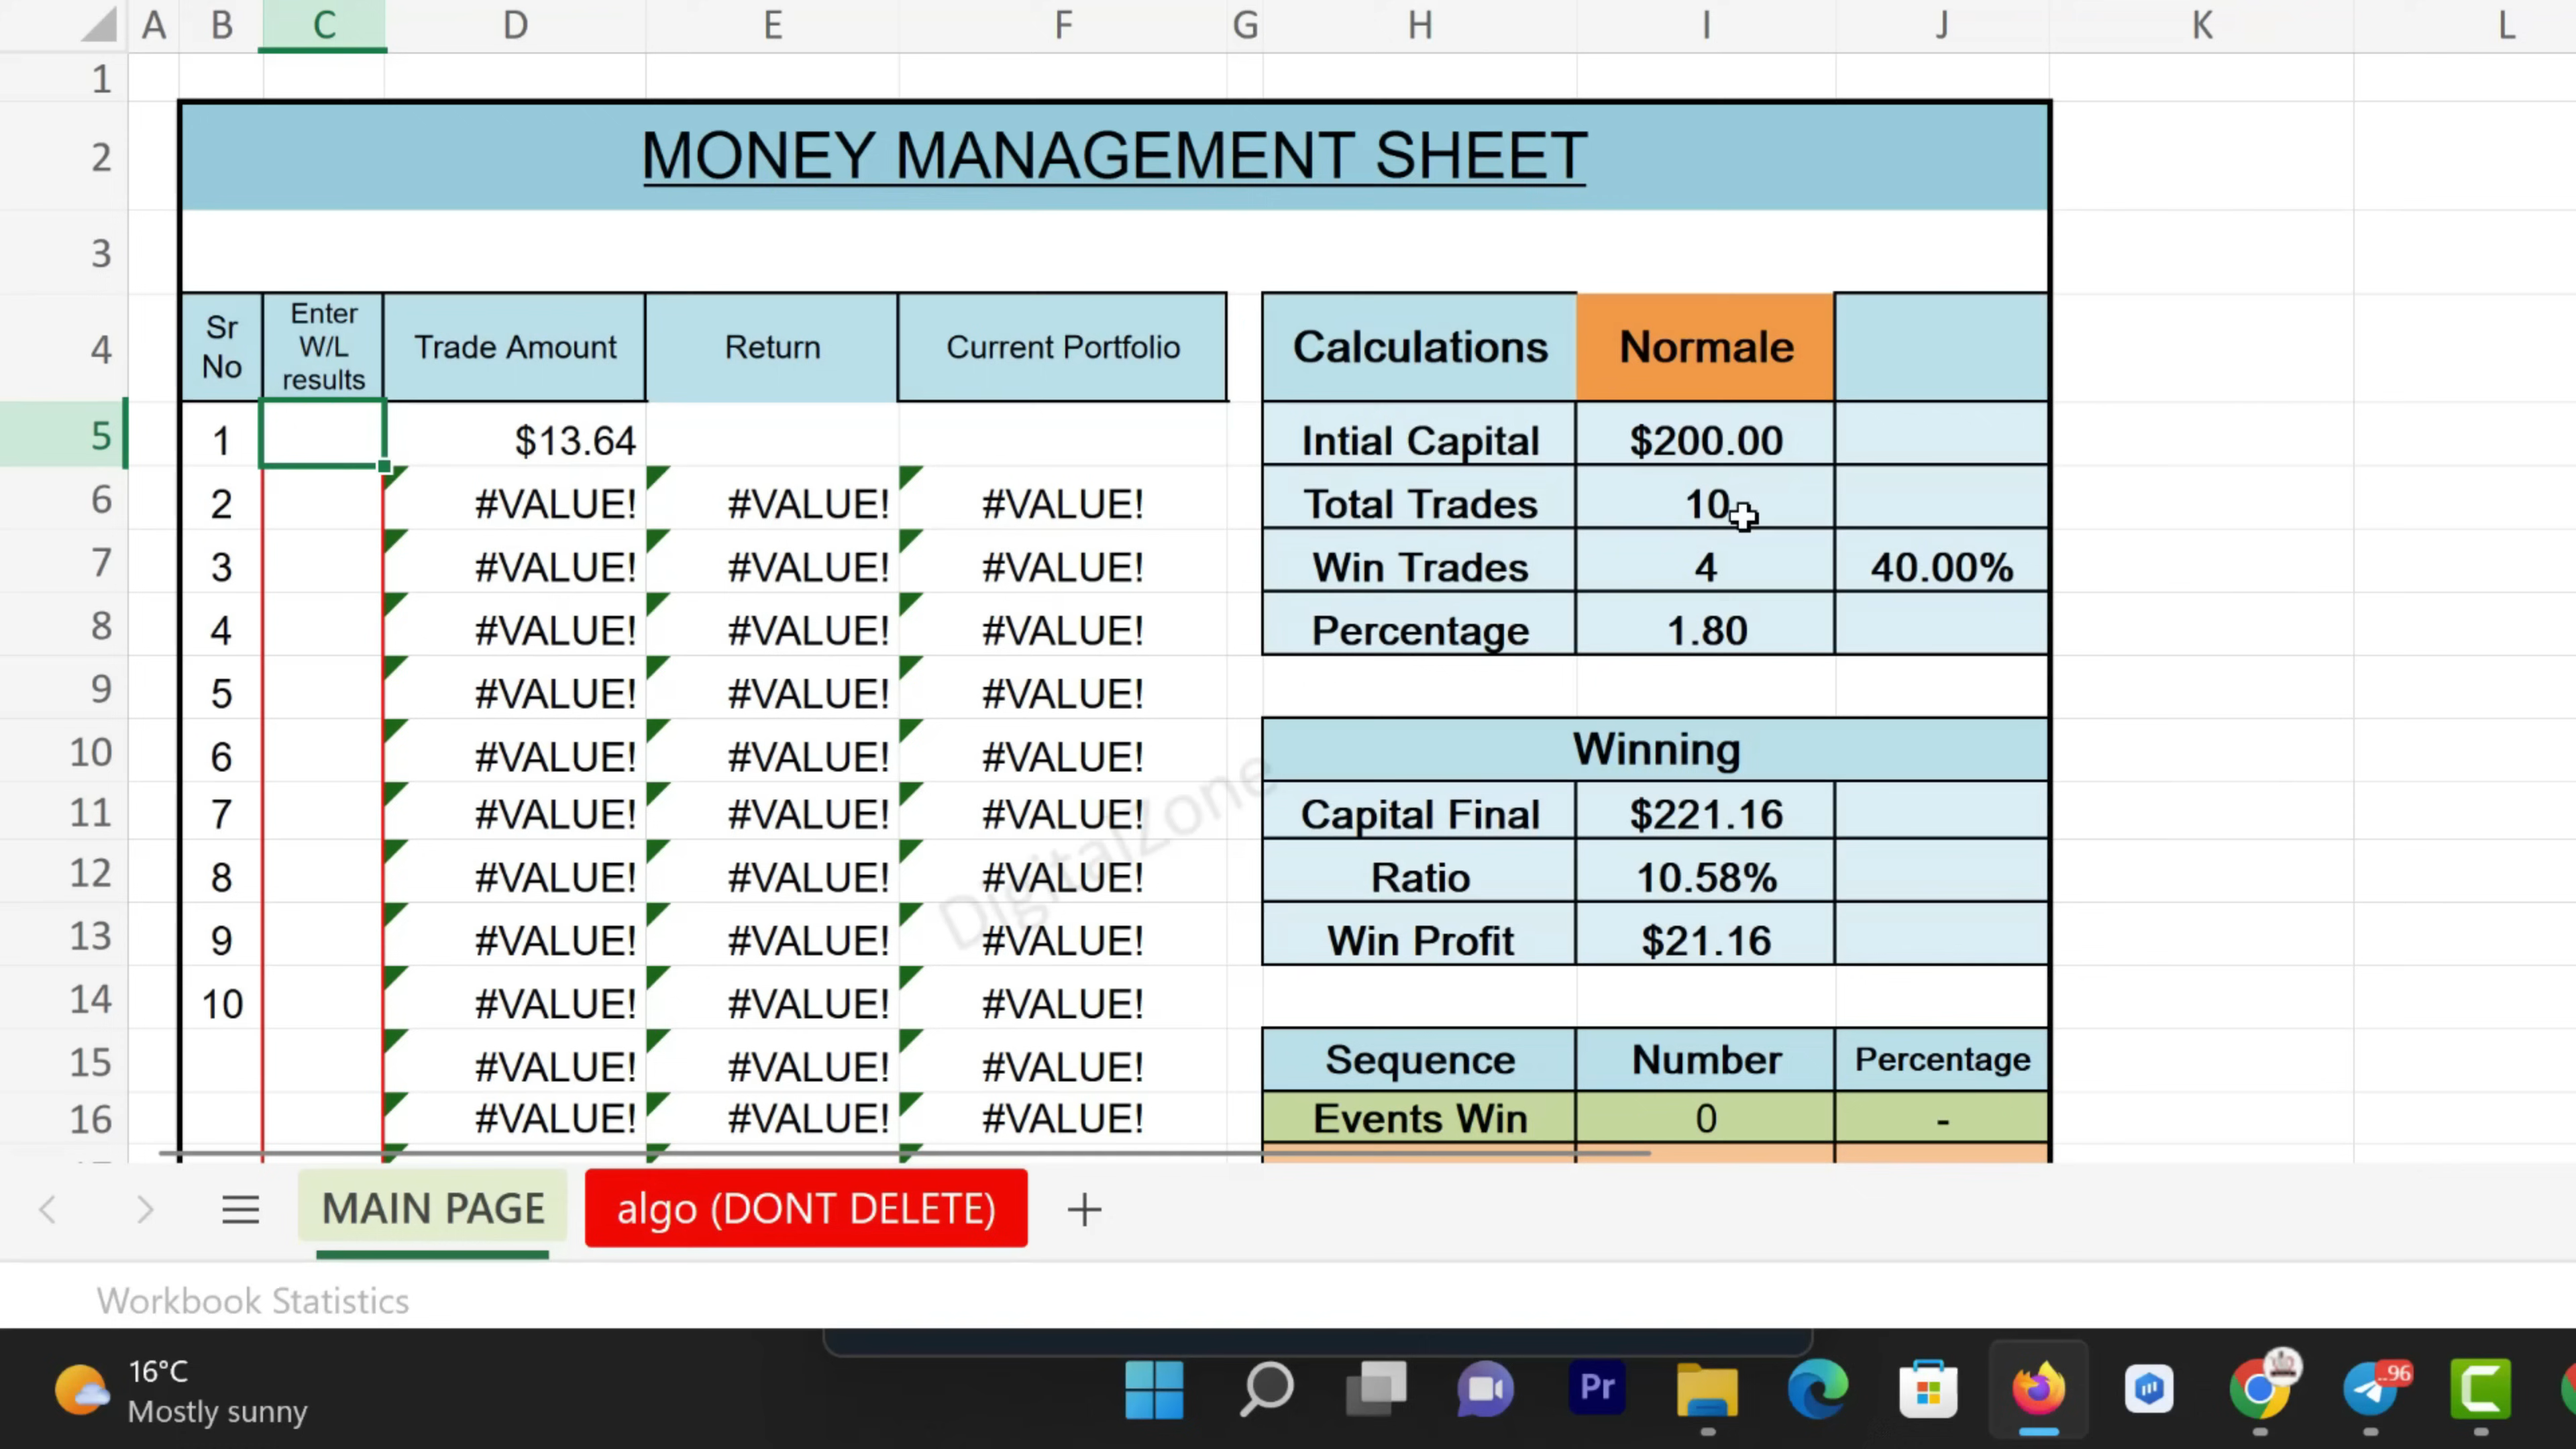 A B C D E F G H I J K L
1
2 MONEY MANAGEMENT SHEET
3
4 Sr No Enter W/L results Trade Amount Return Current Portfolio Calculations Normale
5 1 $13.64 Intial Capital $200.00
6 2 #VALUE! #VALUE! #VALUE! Total Trades 10
7 3 #VALUE! #VALUE! #VALUE! Win Trades 4 40.00%
8 4 #VALUE! #VALUE! #VALUE! Percentage 1.80
9 5 #VALUE! #VALUE! #VALUE!
10 6 #VALUE! #VALUE! #VALUE! Winning
11 7 #VALUE! #VALUE! #VALUE! Capital Final $221.16
12 8 #VALUE! #VALUE! #VALUE! Ratio 10.58%
13 9 #VALUE! #VALUE! #VALUE! Win Profit $21.16
14 10 #VALUE! #VALUE! #VALUE!
15 #VALUE! #VALUE! #VALUE! Sequence Number Percentage
16 #VALUE! #VALUE! #VALUE! Events Win 0 -
DigitalZone
MAIN PAGE algo (DONT DELETE) +
Workbook Statistics
16°C
Mostly sunny
Pr
..96